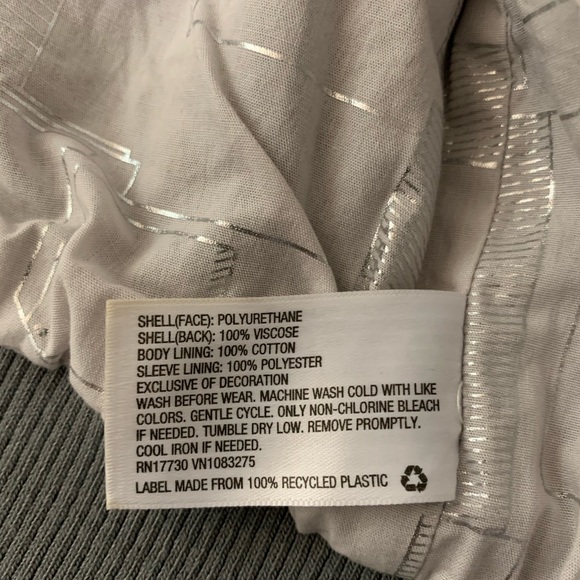 SHELL(FACE): POLYURETHANE
SHELL(BACK): 100% VISCOSE
BODY LINING: 100% COTTON
SLEEVE LINING: 100% POLYESTER
EXCLUSIVE OF DECORATION
WASH BEFORE WEAR. MACHINE WASH COLD WITH LIKE
COLORS. GENTLE CYCLE. ONLY NON-CHLORINE BLEACH
IF NEEDED. TUMBLE DRY LOW. REMOVE PROMPTLY.
COOL IRON IF NEEDED.
RN17730 VN1083275
LABEL MADE FROM 100% RECYCLED PLASTIC